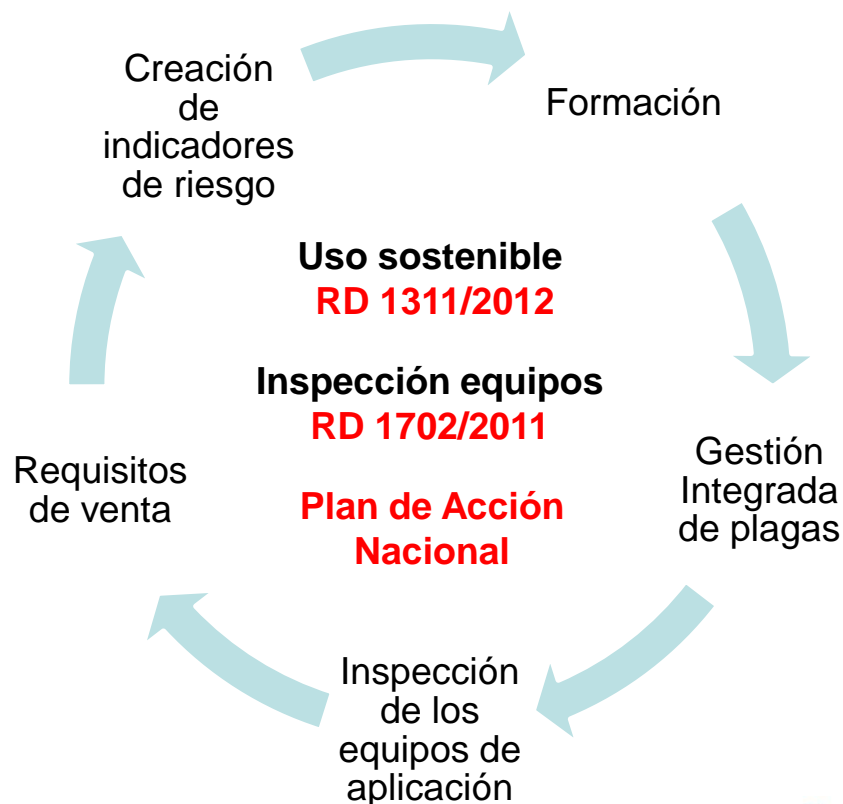 Creación
de
indicadores
de riesgo
Formación
Uso sostenible
RD 1311/2012
Inspección equipos
RD 1702/2011
Plan de Acción
Nacional
Gestión
Integrada
de plagas
Inspección
de los
equipos de
aplicación
Requisitos
de venta